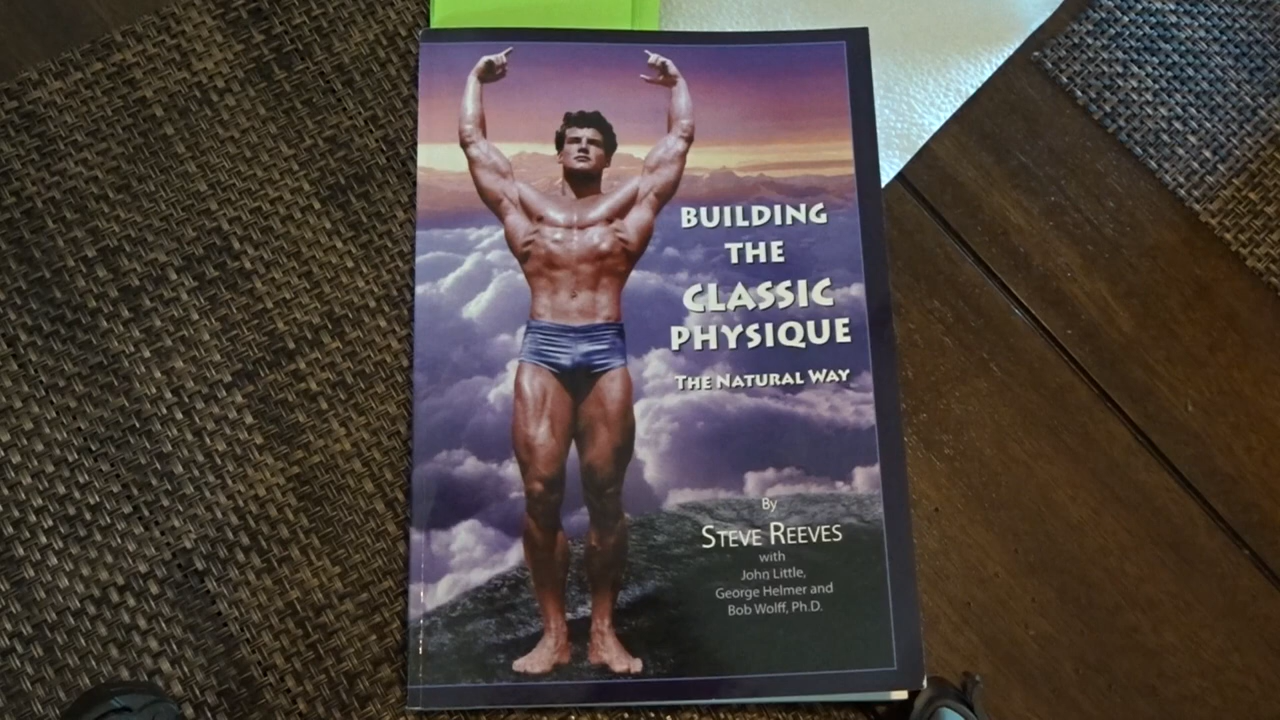 BUILDING
THE
CLASSIC
PHYSIQUE
THE NATURAL WAY
By
STEVE REEVES
with
John Little,
George Helmer and
Bob Wolff, Ph.D.